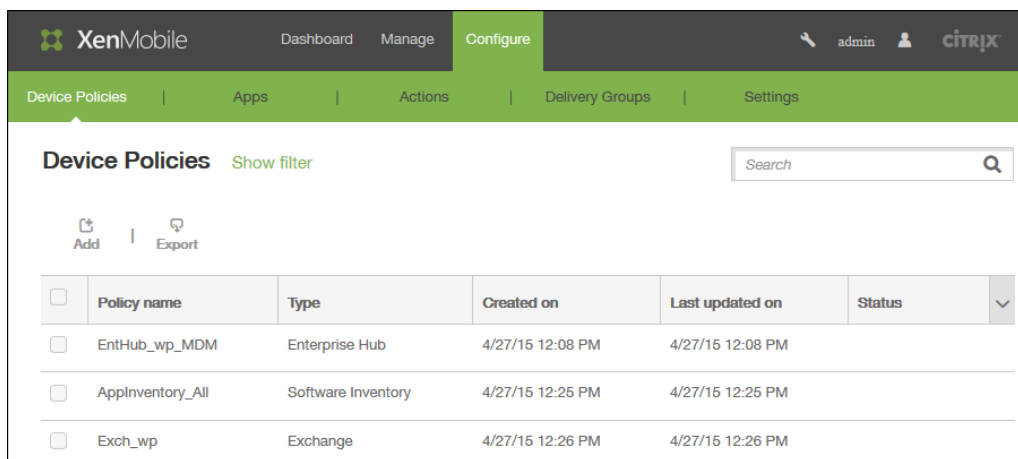 XenMobile Dashboard Manage Configure admin CİTRIX
Device Policies | Apps | Actions | Delivery Groups | Settings
Device Policies Show filter Search
Add | Export
Policy name Type Created on Last updated on Status
EntHub_wp_MDM Enterprise Hub 4/27/15 12:08 PM 4/27/15 12:08 PM
AppInventory_All Software Inventory 4/27/15 12:25 PM 4/27/15 12:25 PM
Exch_wp Exchange 4/27/15 12:26 PM 4/27/15 12:26 PM